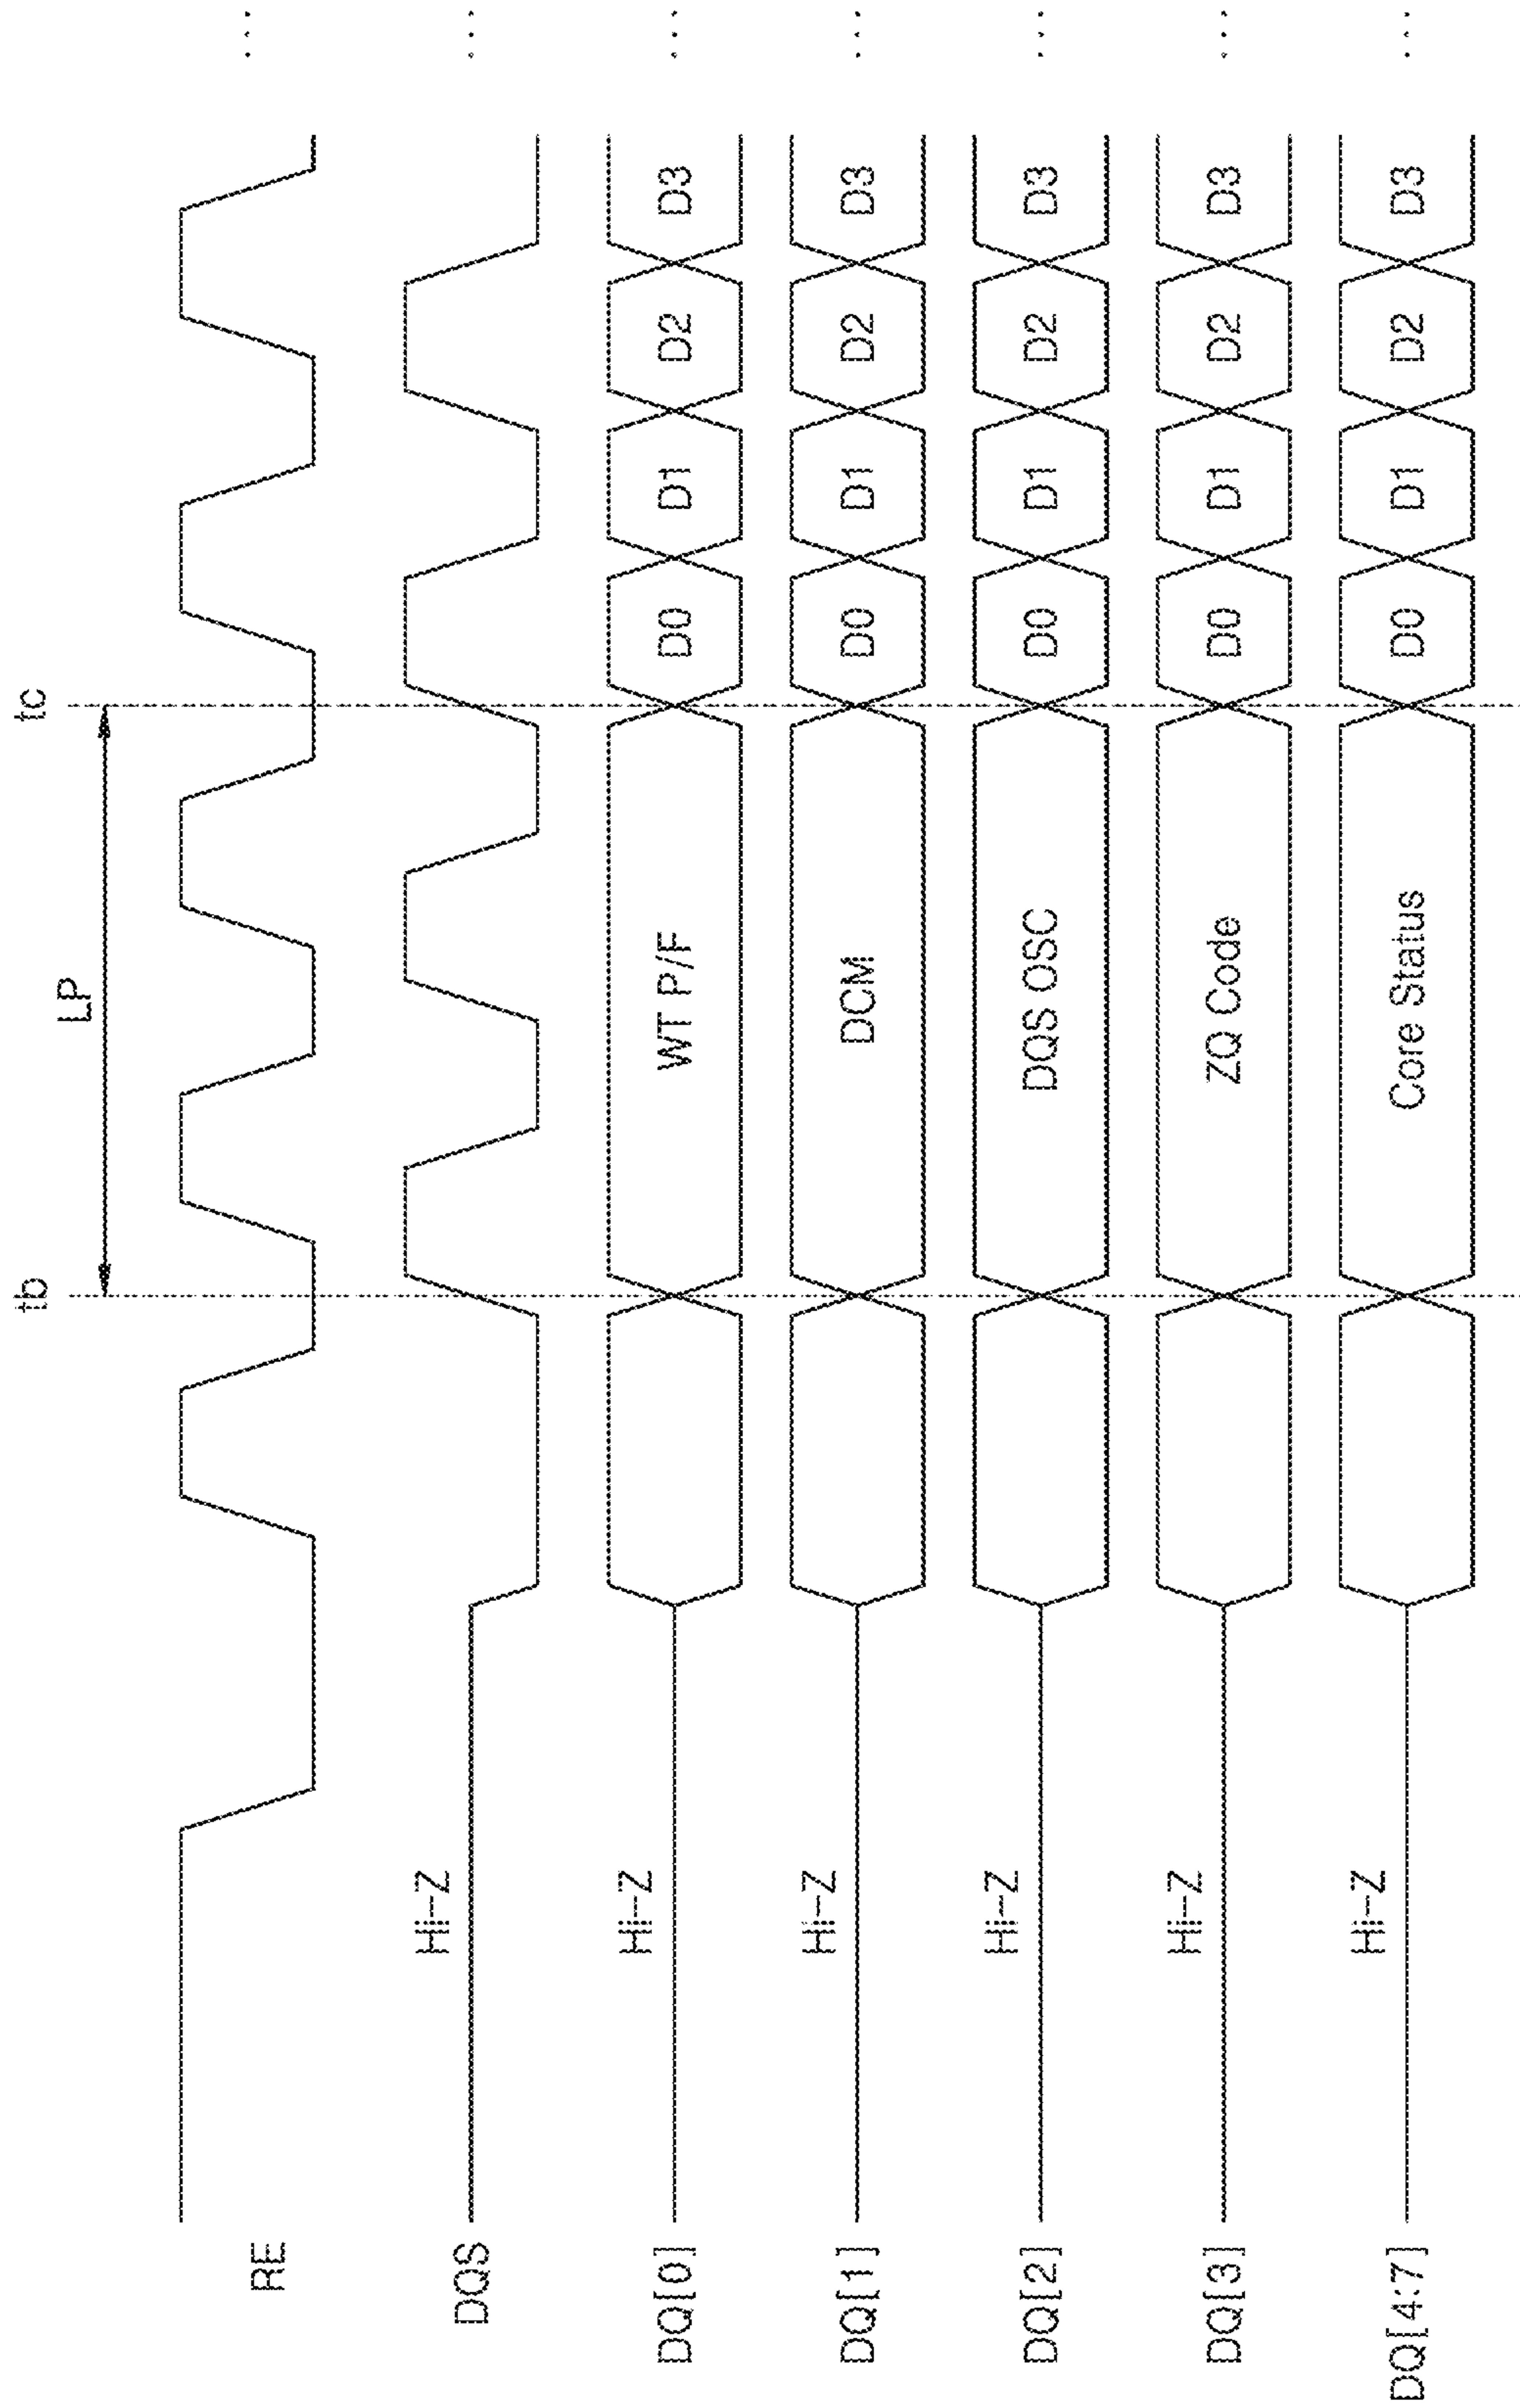 tb
tc
LP
RE
...
DQS
Hi-Z
...
DQ[0]
Hi-Z
WT P/F
D0
D1
D2
D3
...
DQ[1]
Hi-Z
DCM
D0
D1
D2
D3
...
DQ[2]
Hi-Z
DQS OSC
D0
D1
D2
D3
...
DQ[3]
Hi-Z
ZQ Code
D0
D1
D2
D3
...
DQ[4:7]
Hi-Z
Core Status
D0
D1
D2
D3
...